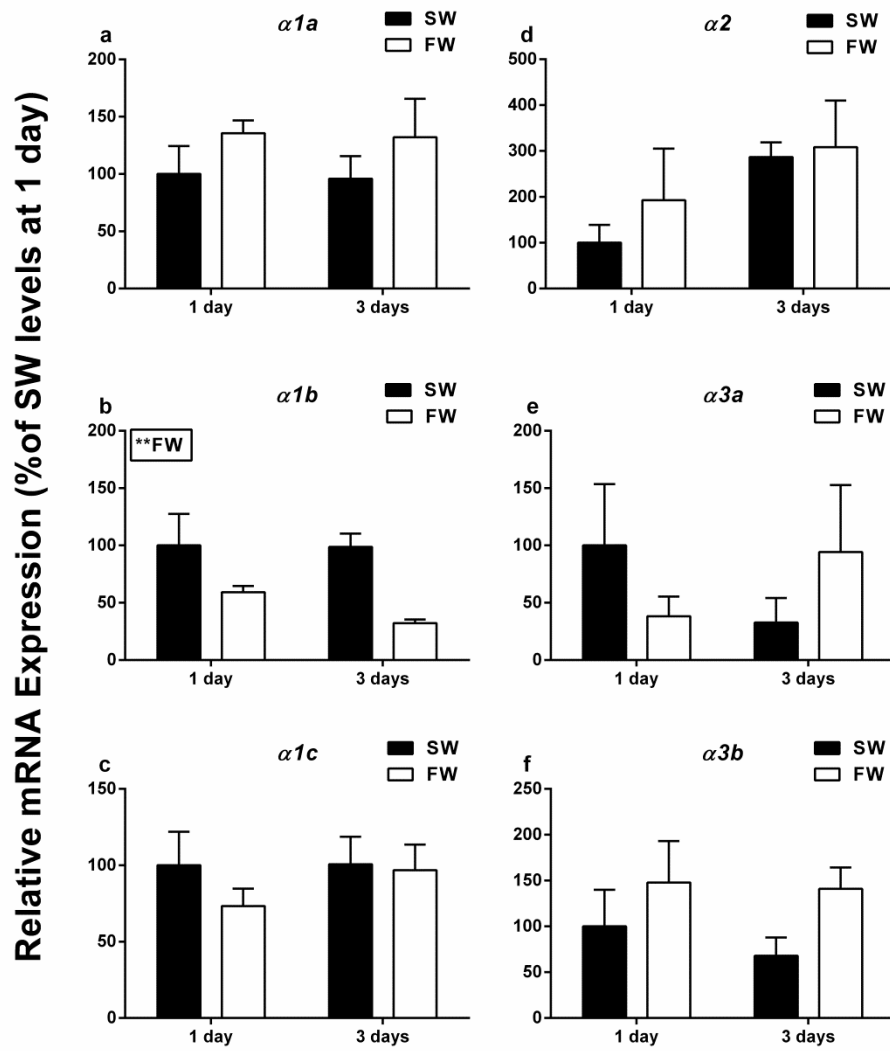 Relative mRNA Expression (%of SW levels at 1 day)
a
α1a
SW
FW
200
150
100
50
0
1 day
3 days
d
α2
SW
FW
500
400
300
200
100
0
1 day
3 days
b
α1b
SW
FW
**FW
200
150
100
50
0
1 day
3 days
e
α3a
SW
FW
200
150
100
50
0
1 day
3 days
c
α1c
SW
FW
150
100
50
0
1 day
3 days
f
α3b
SW
FW
250
200
150
100
50
0
1 day
3 days